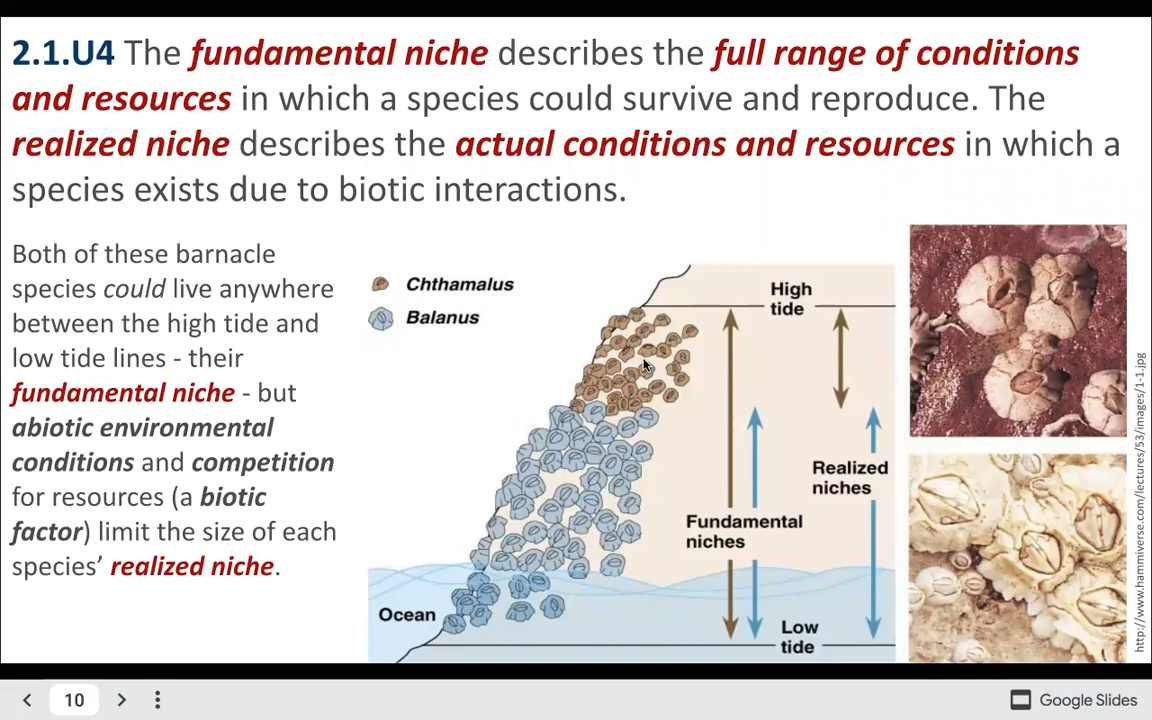 2.1.U4 The fundamental niche describes the full range of conditions
and resources in which a species could survive and reproduce. The
realized niche describes the actual conditions and resources in which a
species exists due to biotic interactions.
Both of these barnacle
species could live anywhere
between the high tide and
low tide lines - their
fundamental niche - but
abiotic environmental
conditions and competition
for resources (a biotic
factor) limit the size of each
species’ realized niche.
Chthamalus
Balanus
High
tide
Realized
niches
Fundamental
niches
Ocean
Low
tide
http://www.hammiverse.com/lectures/53/images/1-1.jpg
10
Google Slides